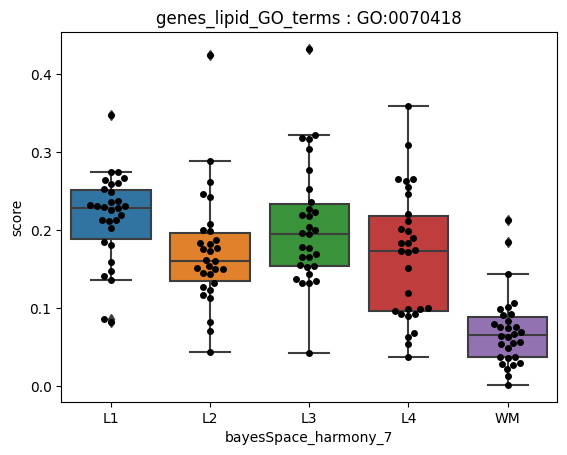 genes_lipid_GO_terms : GO:0070418
0.4
0.3
0.2
0.1
0.0
score
L1 L2 L3 L4 WM
bayesSpace_harmony_7